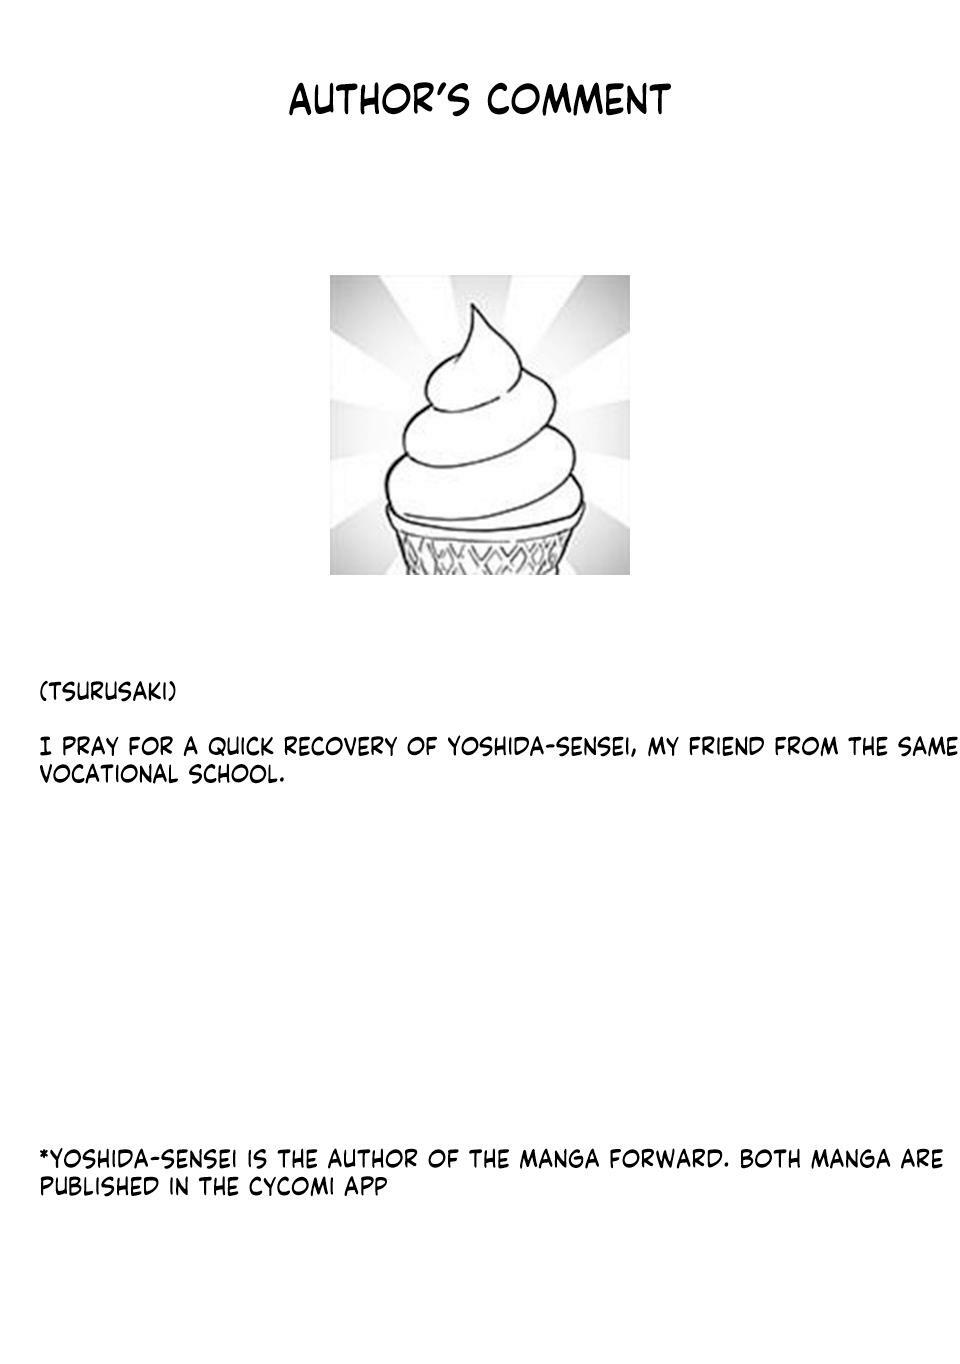 AUTHOR'S COMMENT
(TSURUSAKI)
I PRAY FOR A QUICK RECOVERY OF YOSHIDA-SENSEI, MY FRIEND FROM THE SAME
VOCATIONAL SCHOOL.
*YOSHIDA-SENSEI IS THE AUTHOR OF THE MANGA FORWARD. BOTH MANGA ARE
PUBLISHED IN THE CYCOMI APP